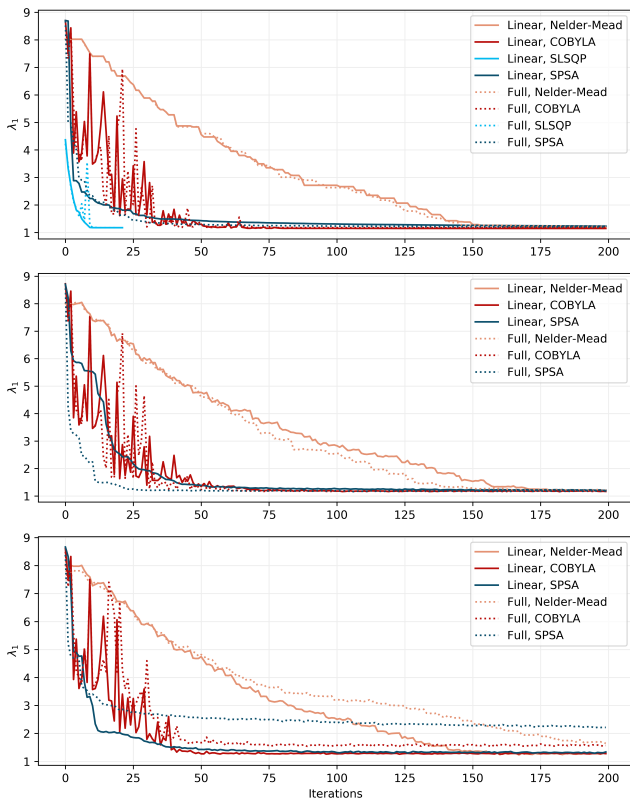 9
8
7
6
5
4
3
2
1
λ₁
0
25
50
75
100
125
150
175
200
Linear, Nelder-Mead
Linear, COBYLA
Linear, SLSQP
Linear, SPSA
Full, Nelder-Mead
Full, COBYLA
Full, SLSQP
Full, SPSA
9
8
7
6
5
4
3
2
1
λ₁
0
25
50
75
100
125
150
175
200
Linear, Nelder-Mead
Linear, COBYLA
Linear, SPSA
Full, Nelder-Mead
Full, COBYLA
Full, SPSA
9
8
7
6
5
4
3
2
1
λ₁
0
25
50
75
100
125
150
175
200
Iterations
Linear, Nelder-Mead
Linear, COBYLA
Linear, SPSA
Full, Nelder-Mead
Full, COBYLA
Full, SPSA